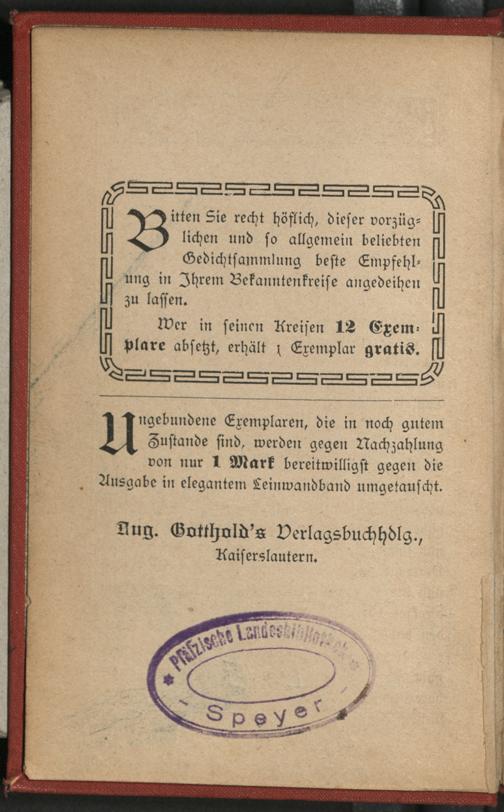 Bitten Sie recht höflich, dieser vorzüg-
lichen und so allgemein beliebten
Gedichtsammlung beste Empfehl-
ung in Ihrem Bekanntenkreise angedeihen
zu lassen.
Wer in seinen Kreisen 12 Exem-
plare absetzt, erhält 1 Exemplar gratis.
Ungebundene Exemplaren, die in noch gutem
Zustande sind, werden gegen Nachzahlung
von nur 1 Mark bereitwilligst gegen die
Ausgabe in elegantem Leinwandband umgetauscht.
Aug. Gotthold's Verlagsbuchhdlg.,
Kaiserslautern.
* Pfälzische Landesbibliothek *
- Speyer -